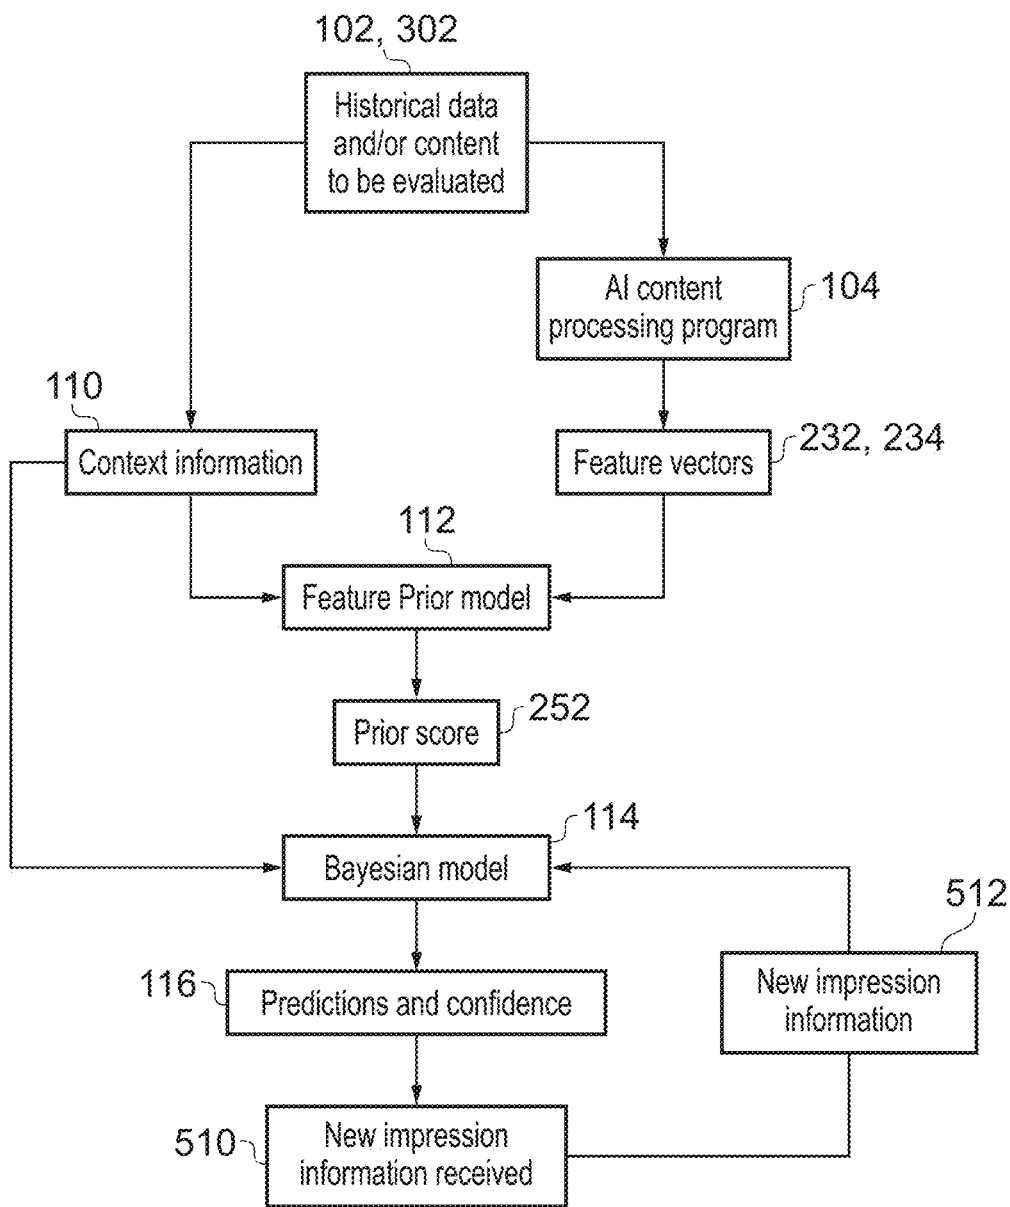 102, 302
Historical data
and/or content
to be evaluated
AI content
processing program
104
110
Context information
Feature vectors
232, 234
112
Feature Prior model
Prior score
252
114
Bayesian model
512
New impression
information
116
Predictions and confidence
510
New impression
information received